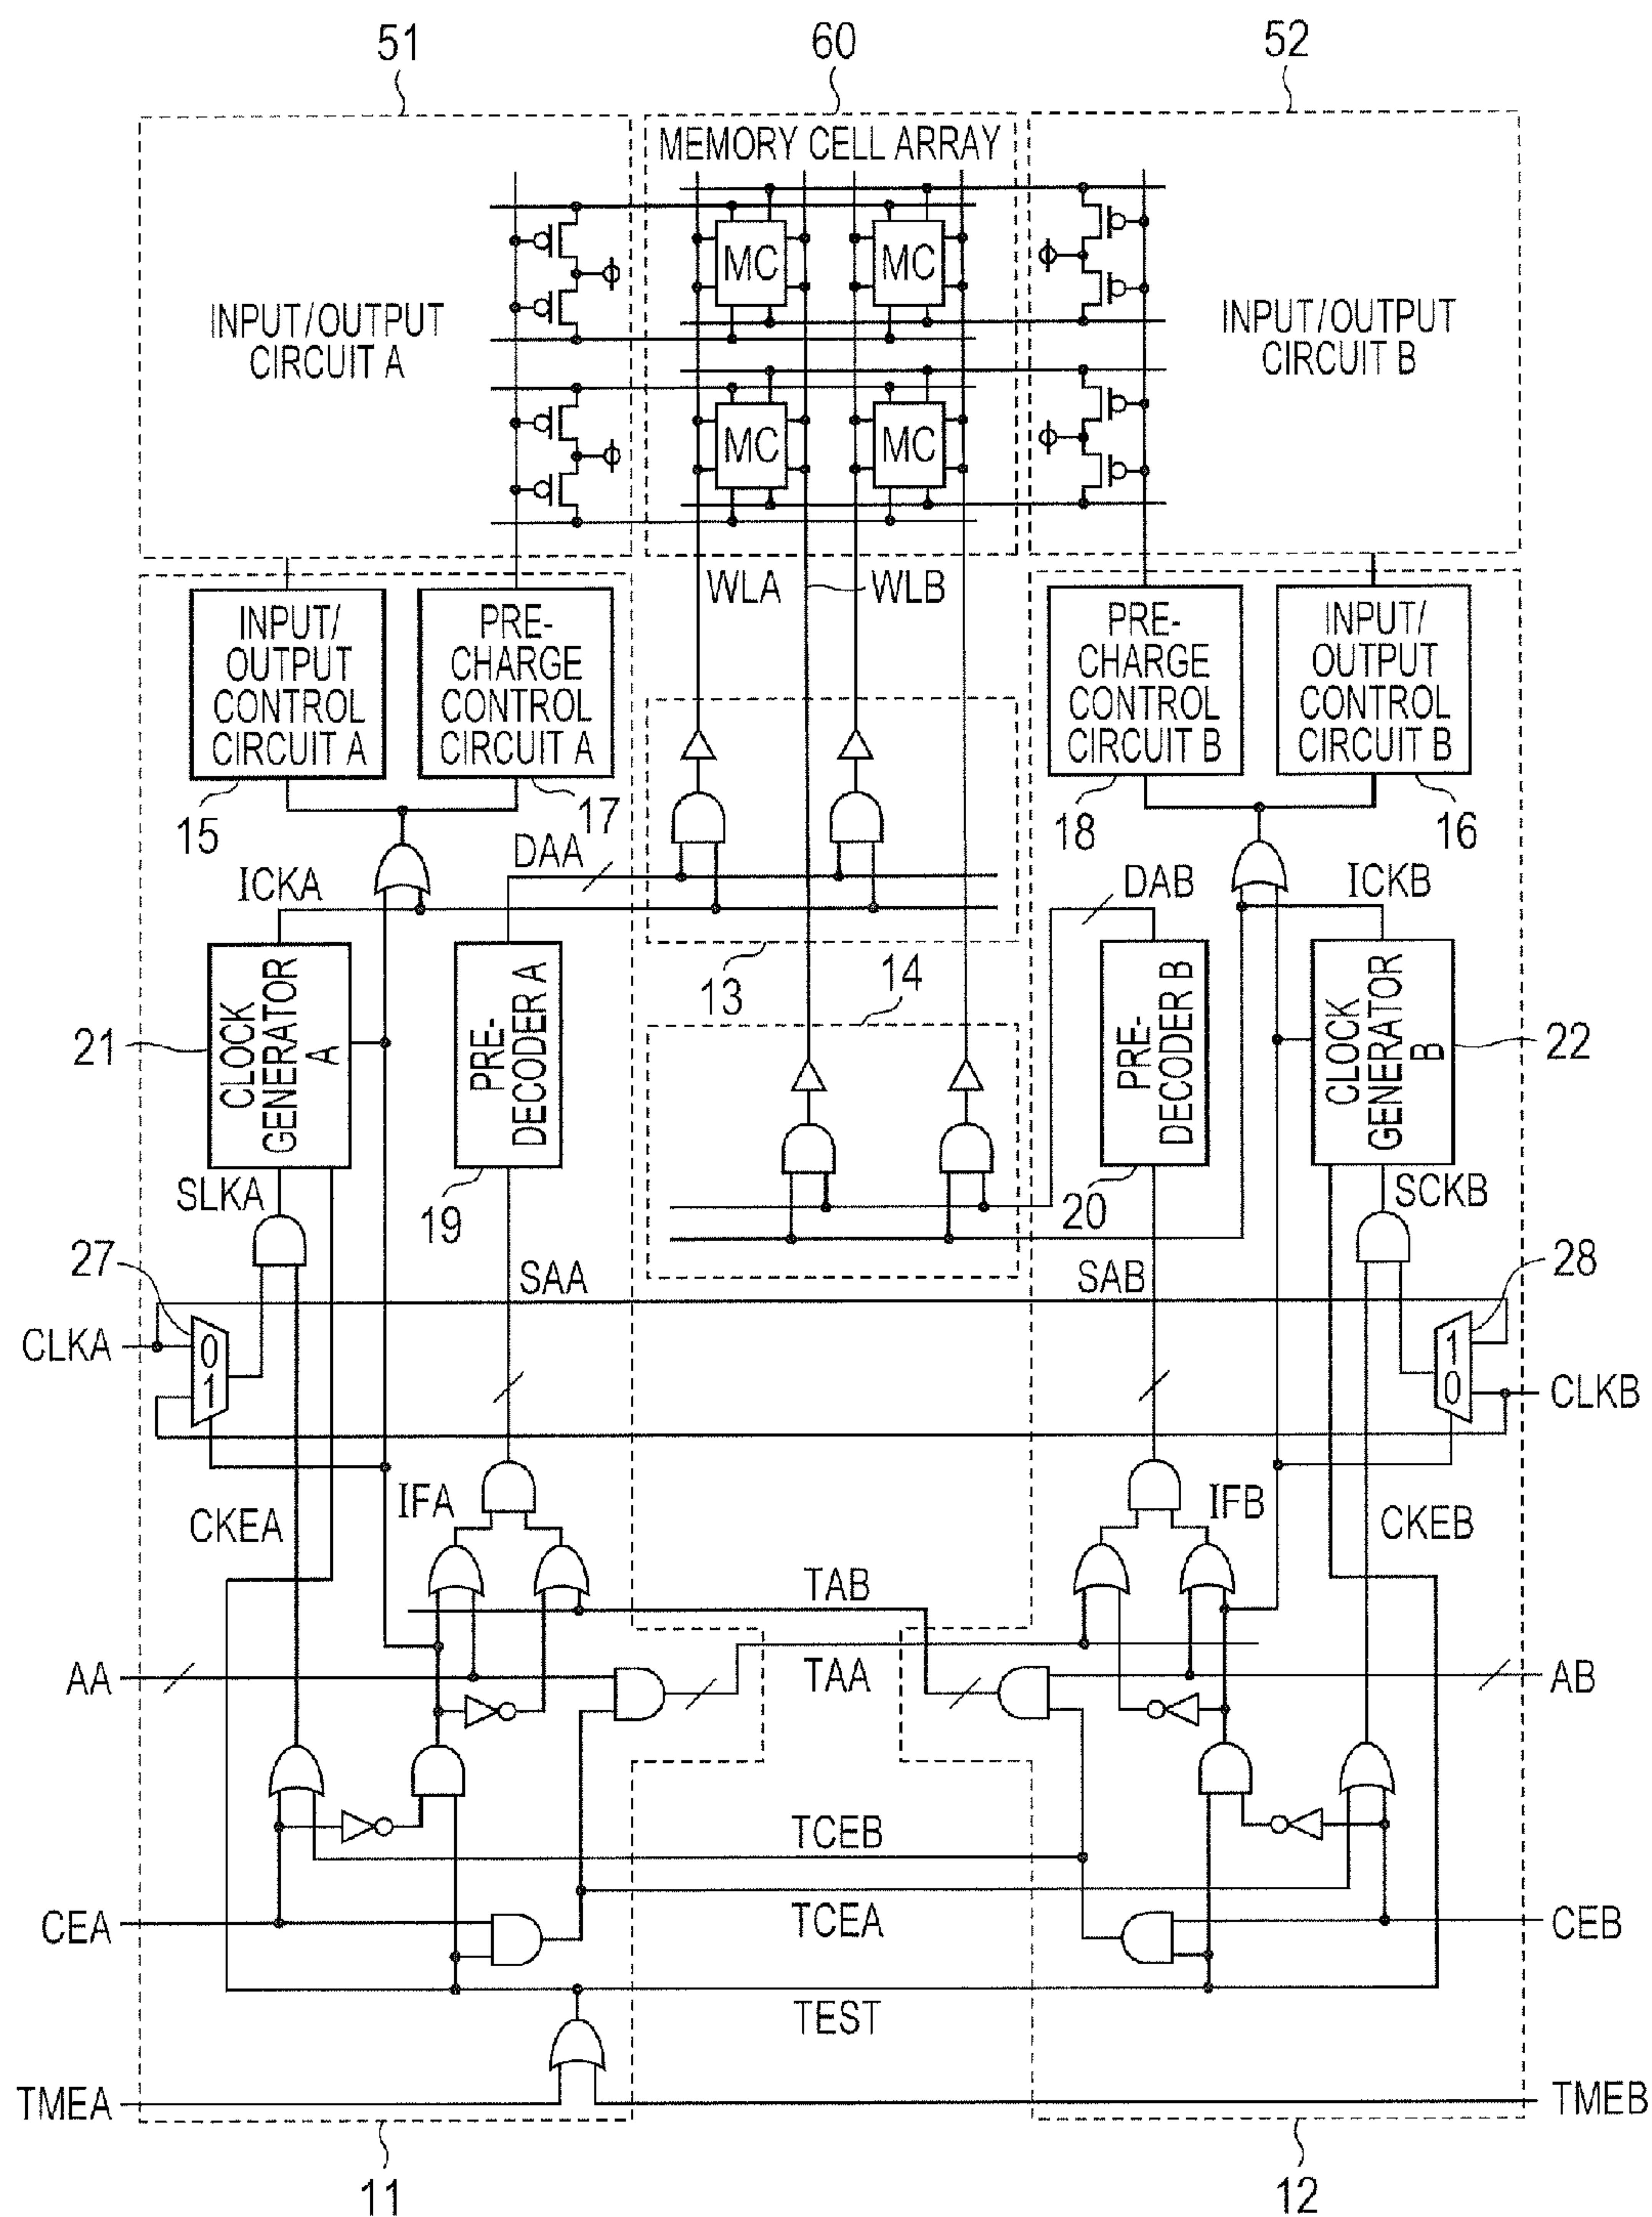 51
60
52
MEMORY CELL ARRAY
MC
MC
INPUT/OUTPUT
CIRCUIT A
INPUT/OUTPUT
CIRCUIT B
MC
MC
WLA
WLB
INPUT/
OUTPUT
CONTROL
CIRCUIT A
PRE-
CHARGE
CONTROL
CIRCUIT A
PRE-
CHARGE
CONTROL
CIRCUIT B
INPUT/
OUTPUT
CONTROL
CIRCUIT B
15
17
18
16
DAA
ICKA
DAB
ICKB
13
14
21
CLOCK
GENERATOR
A
PRE-
DECODER A
PRE-
DECODER B
CLOCK
GENERATOR
B
22
SLKA
19
20
SCKB
27
SAA
SAB
28
CLKA
0
1
1
0
CLKB
IFA
IFB
CKEA
CKEB
TAB
AA
TAA
AB
TCEB
CEA
TCEA
CEB
TEST
TMEA
TMEB
11
12